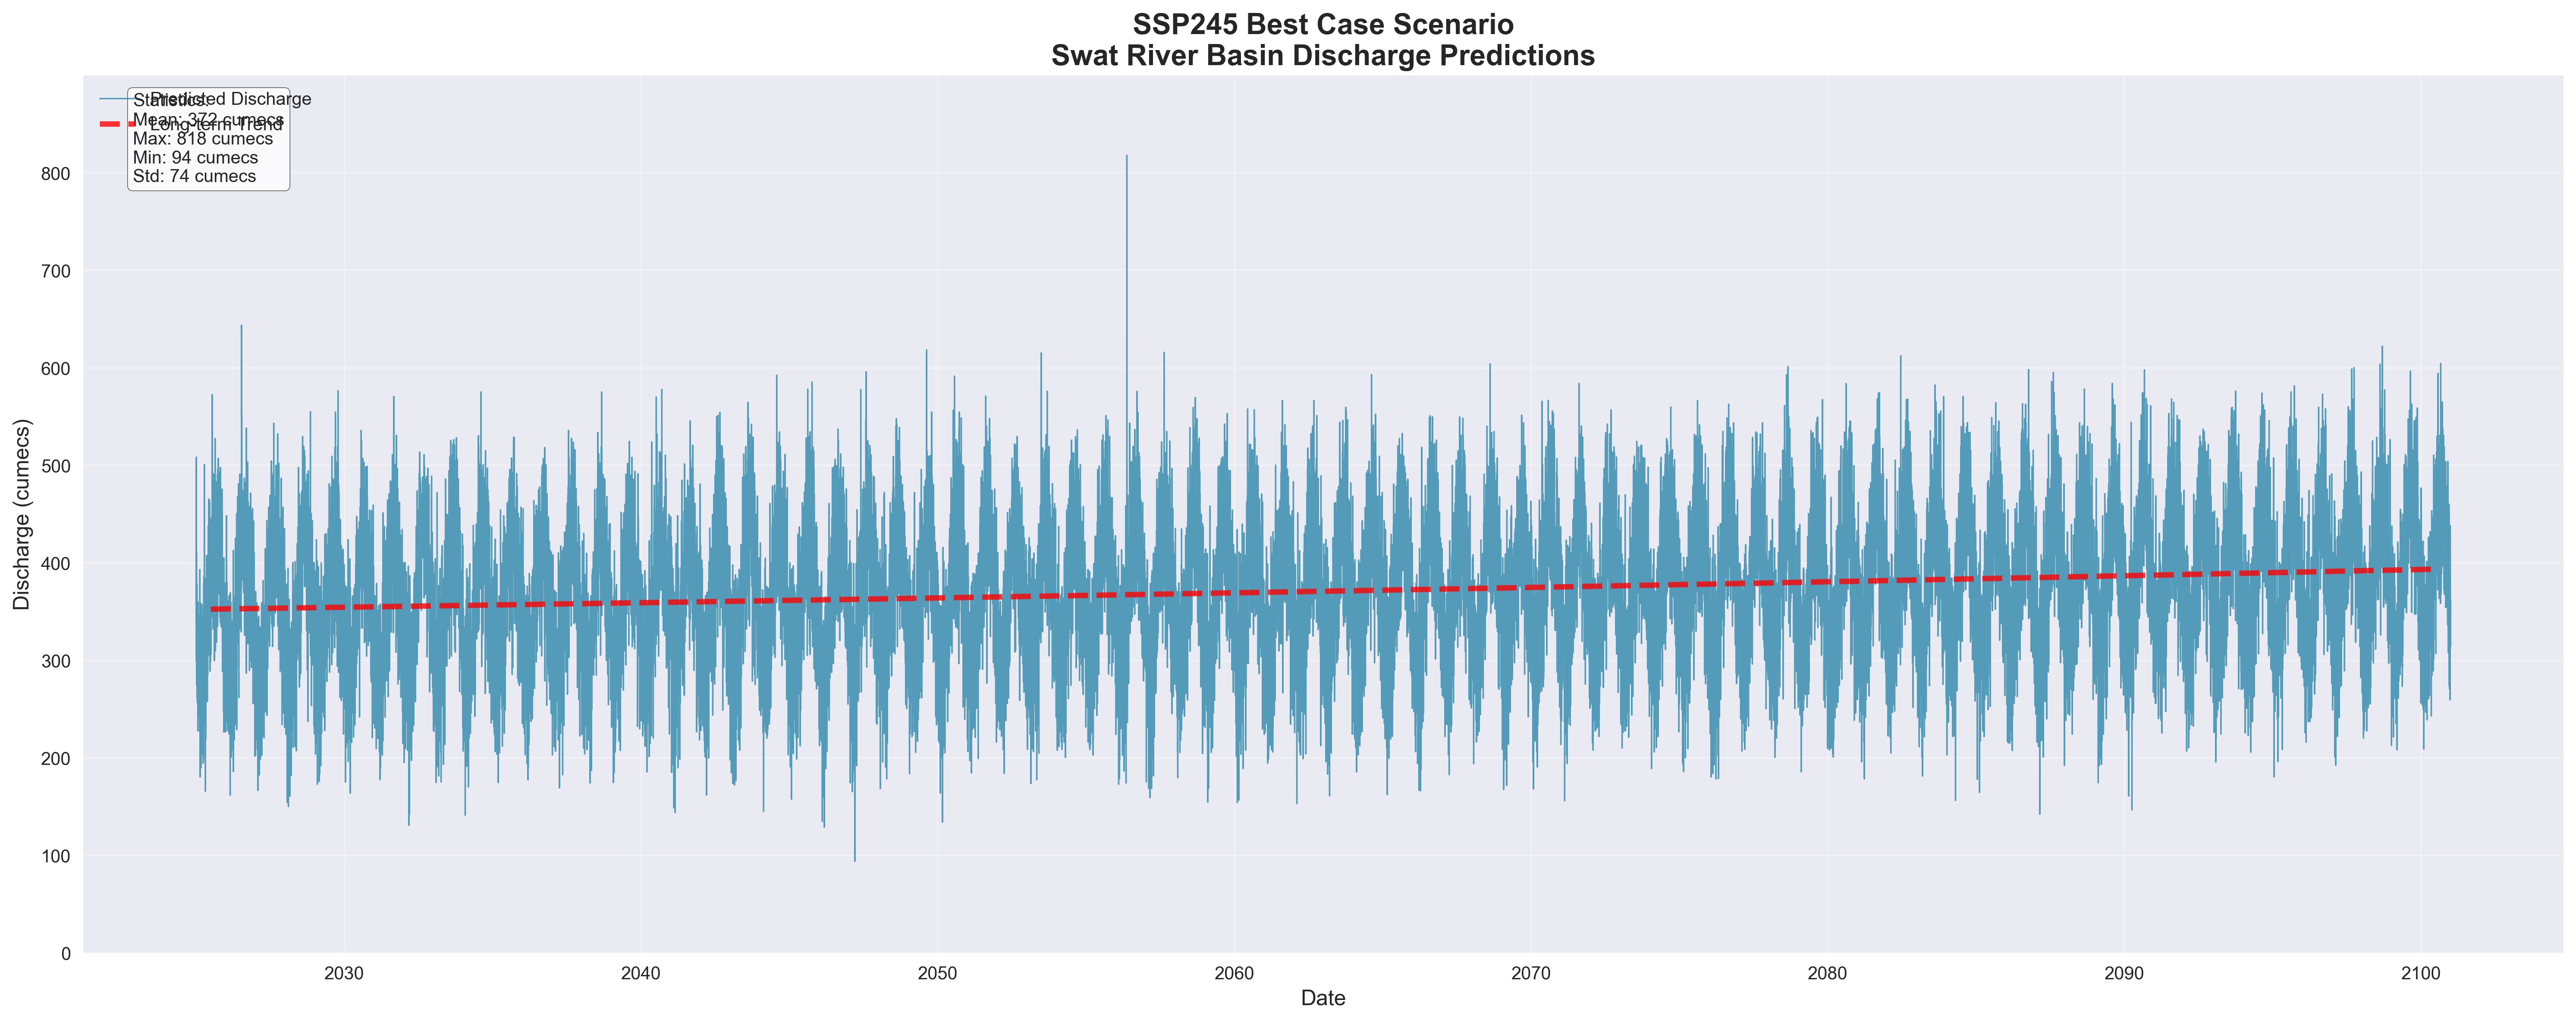 SSP245 Best Case Scenario
Swat River Basin Discharge Predictions
Predicted Discharge
Long-term Trend
Statistics:
Mean: 372 cumecs
Max: 818 cumecs
Min: 94 cumecs
Std: 74 cumecs
Discharge (cumecs)
800
700
600
500
400
300
200
100
0
2030 2040 2050 2060 2070 2080 2090 2100
Date